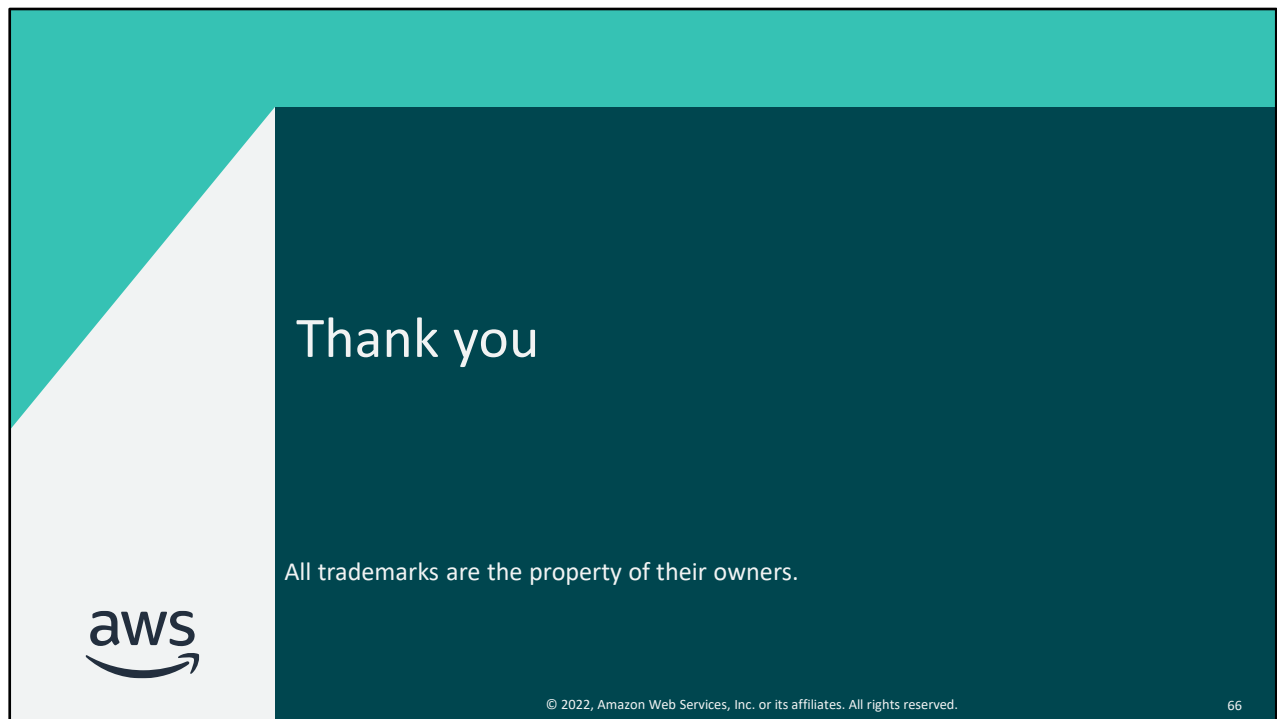 Thank you
All trademarks are the property of their owners.
aws
© 2022, Amazon Web Services, Inc. or its affiliates. All rights reserved.
66